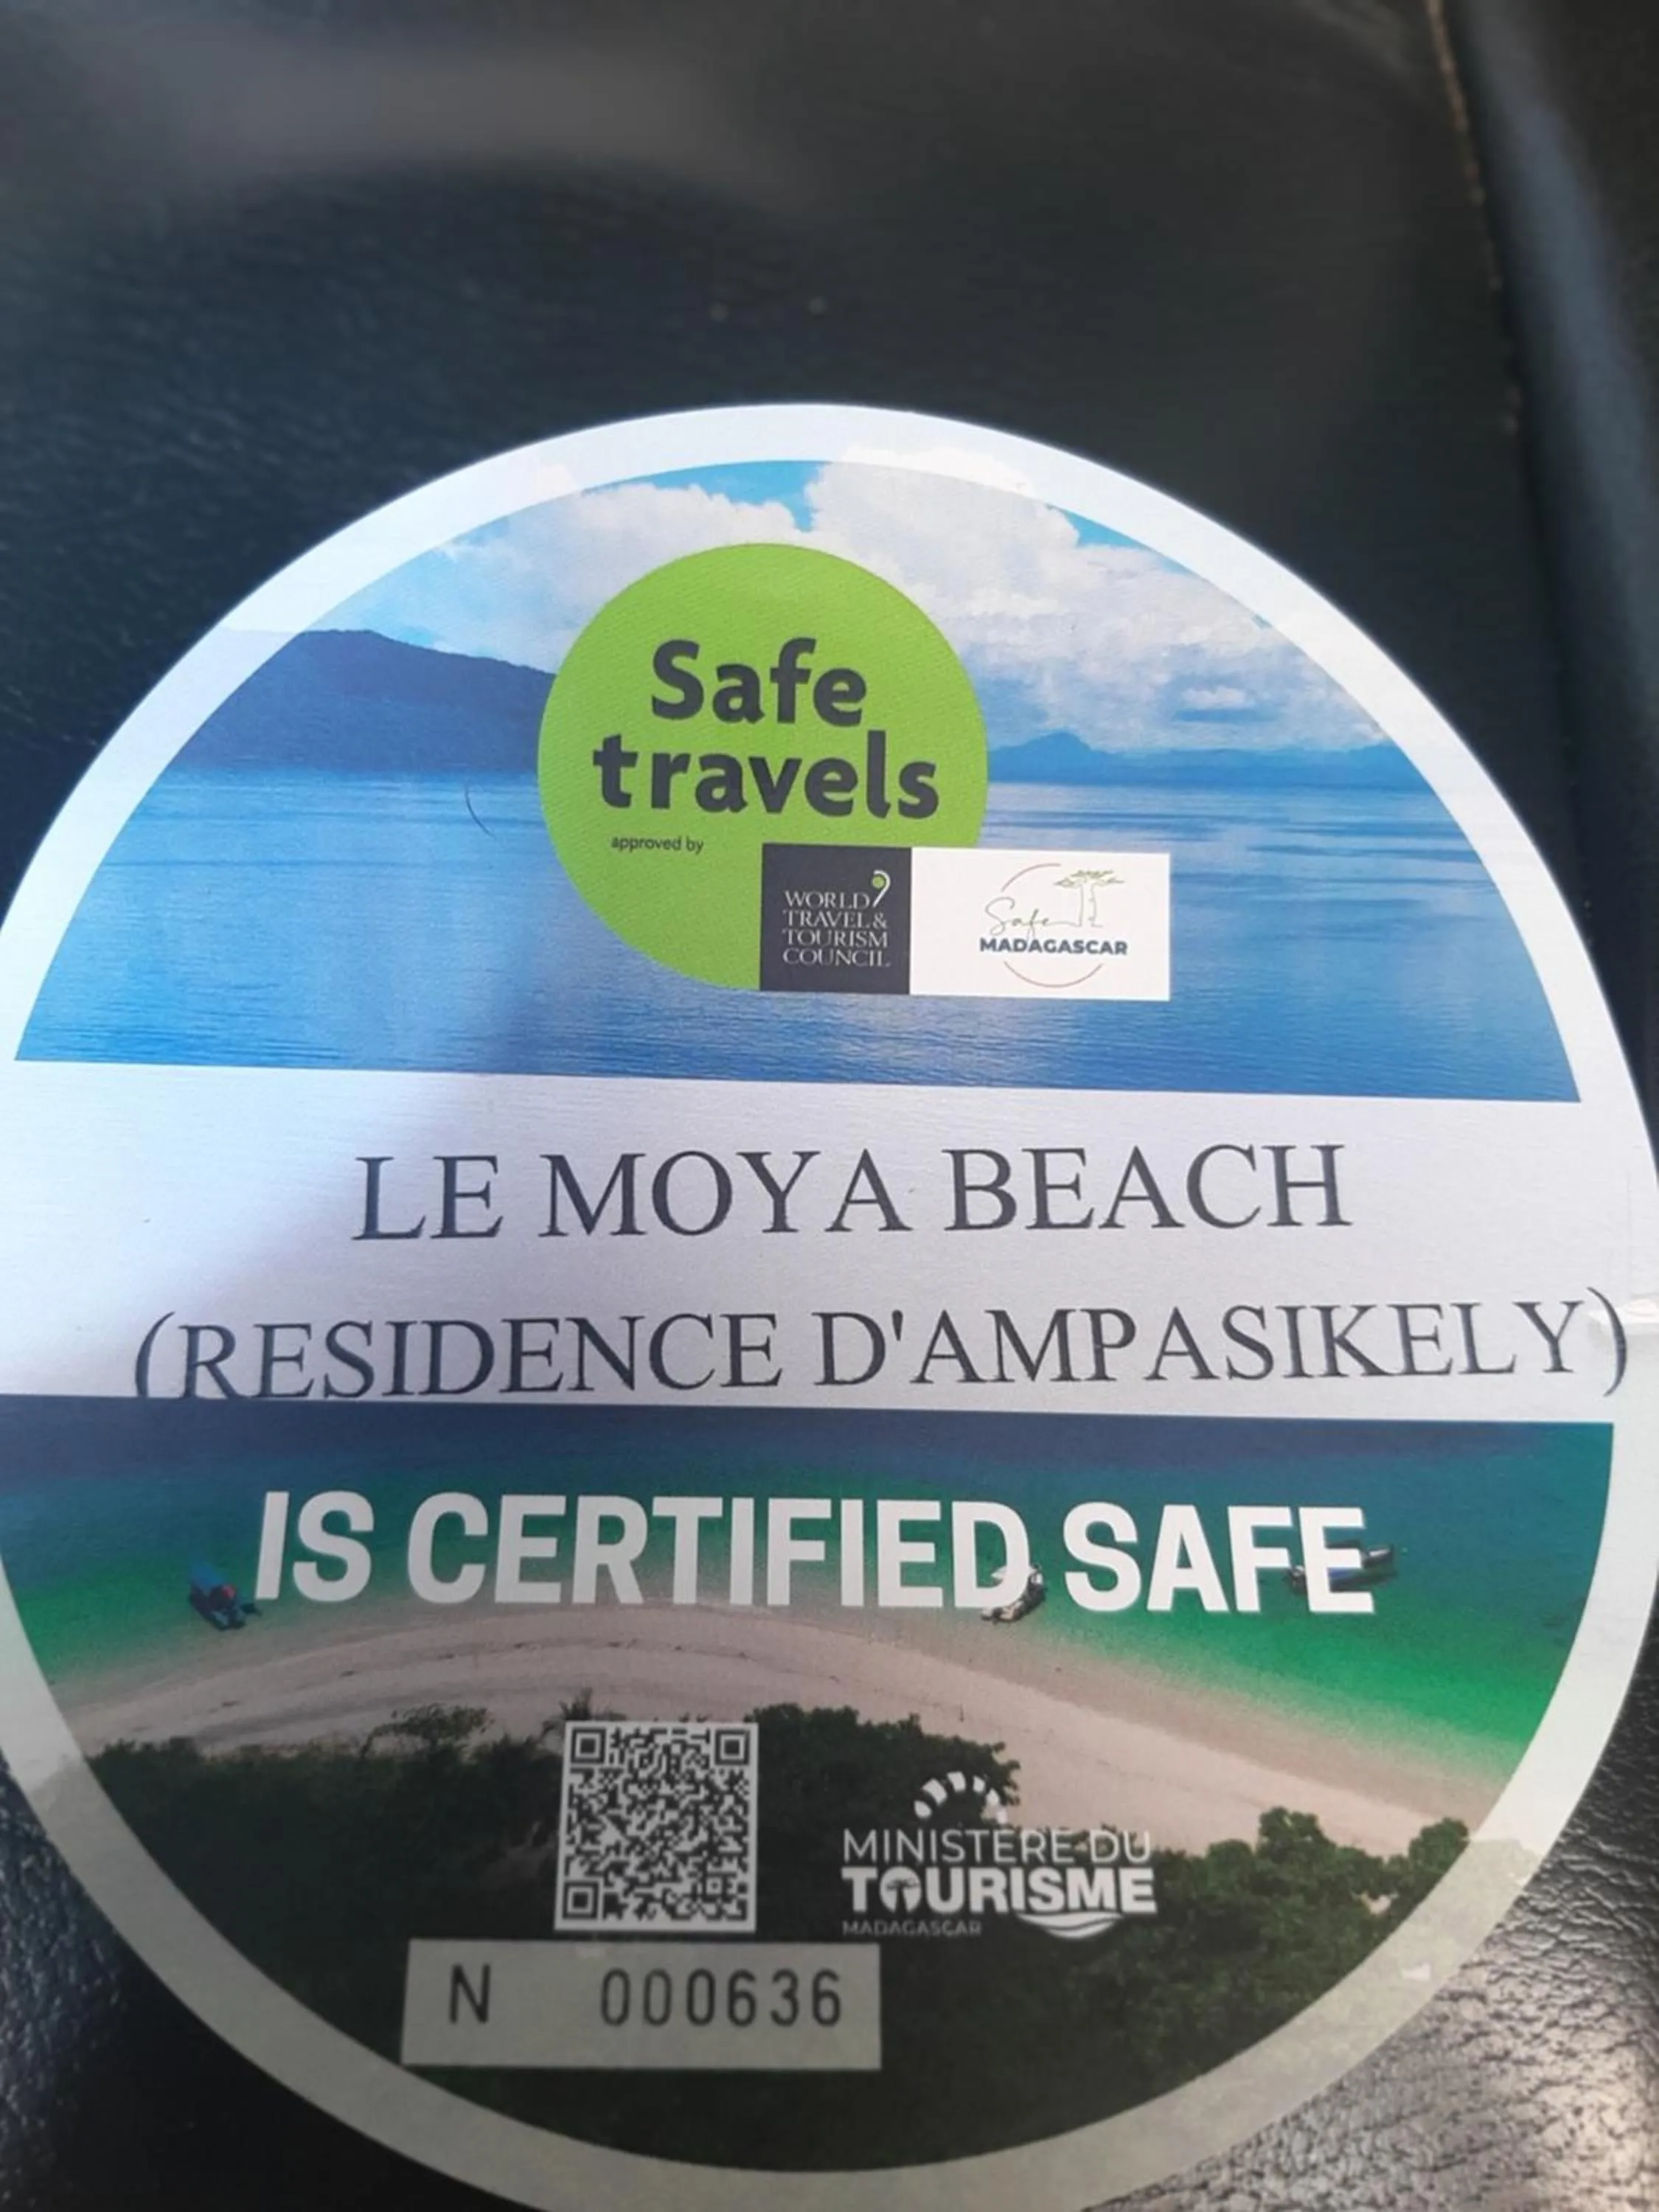 Safe
travels
approved by
WORLD
TRAVEL &
TOURISM
COUNCIL
Safe
MADAGASCAR
LE MOYA BEACH
(RESIDENCE D'AMPASIKELY)
IS CERTIFIED SAFE
MINISTERE DU
TOURISME
MADAGASCAR
N 000636